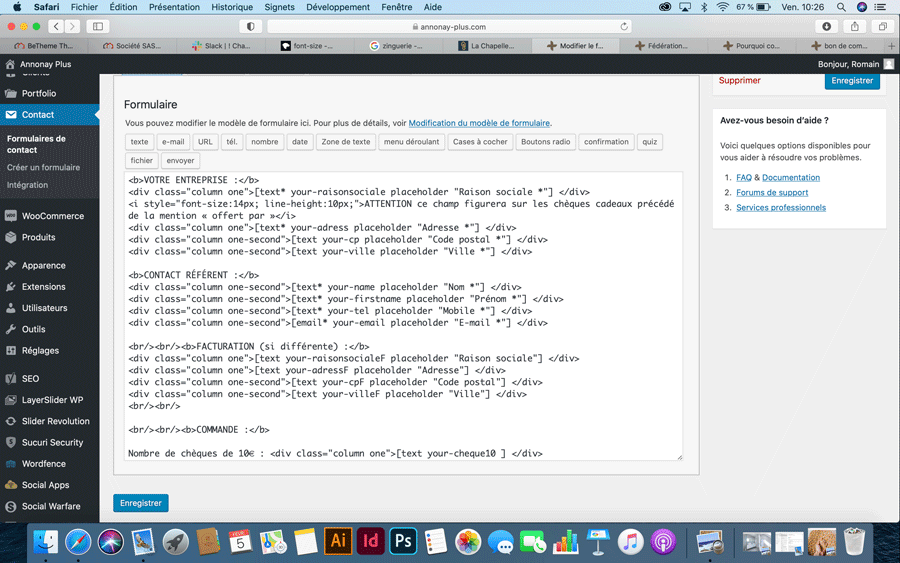 Safari Fichier Édition Présentation Historique Signets Développement Fenêtre Aide 67 % Ven. 10:26
annonay-plus.com
BeTheme Th... Société SAS... Slack | ! Cha... font-size -... zinguerie -... La Chapelle... Modifier le f... Fédération... Pourquoi co... bon de com...
Annonay Plus Bonjour, Romain
Clients
Portfolio
Contact
Formulaires de
contact
Créer un formulaire
Intégration
WooCommerce
Produits
Apparence
Extensions
Utilisateurs
Outils
Réglages
SEO
LayerSlider WP
Slider Revolution
Sucuri Security
Wordfence
Social Apps
Social Warfare
Formulaire
Vous pouvez modifier le modèle de formulaire ici. Pour plus de détails, voir Modification du modèle de formulaire.
texte e-mail URL tél. nombre date Zone de texte menu déroulant Cases à cocher Boutons radio confirmation quiz
fichier envoyer
<b>VOTRE ENTREPRISE :</b>
<div class="column one">[text* your-raisonsociale placeholder "Raison sociale *"] </div>
<i style="font-size:14px; line-height:10px;">ATTENTION ce champ figurera sur les chèques cadeaux précédé
de la mention « offert par »</i>
<div class="column one">[text* your-adress placeholder "Adresse *"] </div>
<div class="column one-second">[text your-cp placeholder "Code postal *"] </div>
<div class="column one-second">[text your-ville placeholder "Ville *"] </div>
<b>CONTACT RÉFÉRENT :</b>
<div class="column one-second">[text* your-name placeholder "Nom *"] </div>
<div class="column one-second">[text* your-firstname placeholder "Prénom *"] </div>
<div class="column one-second">[text* your-tel placeholder "Mobile *"] </div>
<div class="column one-second">[email* your-email placeholder "E-mail *"] </div>
<br/><br/><b>FACTURATION (si différente) :</b>
<div class="column one">[text your-raisonsocialeF placeholder "Raison sociale"] </div>
<div class="column one">[text your-adressF placeholder "Adresse"] </div>
<div class="column one-second">[text your-cpF placeholder "Code postal"] </div>
<div class="column one-second">[text your-villeF placeholder "Ville"] </div>
<br/><br/>
<br/><br/><b>COMMANDE :</b>
Nombre de chèques de 10€ : <div class="column one">[text your-cheque10 ] </div>
Enregistrer
Supprimer Enregistrer
Avez-vous besoin d'aide ?
Voici quelques options disponibles pour
vous aider à résoudre vos problèmes.
1. FAQ & Documentation
2. Forums de support
3. Services professionnels
5 Ai Id Ps